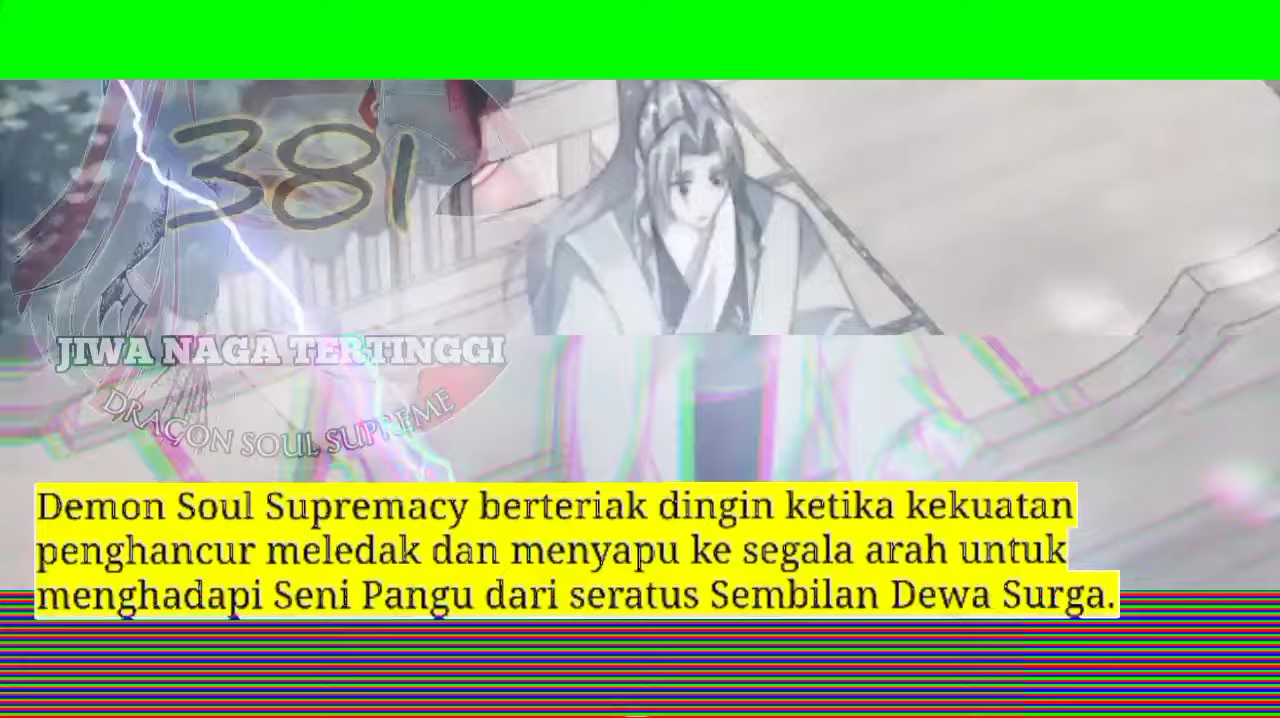 381
JIWA NAGA TERTINGGI
DRAGON SOUL SUPREME
Demon Soul Supremacy berteriak dingin ketika kekuatan
penghancur meledak dan menyapu ke segala arah untuk
menghadapi Seni Pangu dari seratus Sembilan Dewa Surga.